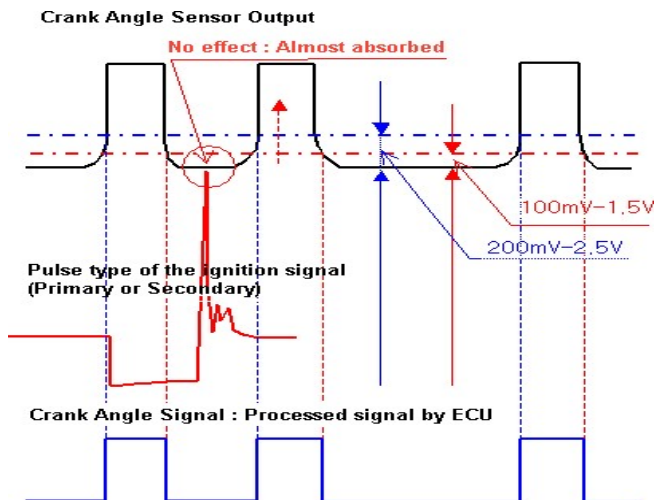 Crank Angle Sensor Output
No effect : Almost absorbed
100mV-1,5V
200mV-2,5V
Pulse type of the ignition signal
(Primary or Secondary)
Crank Angle Signal : Processed signal by ECU